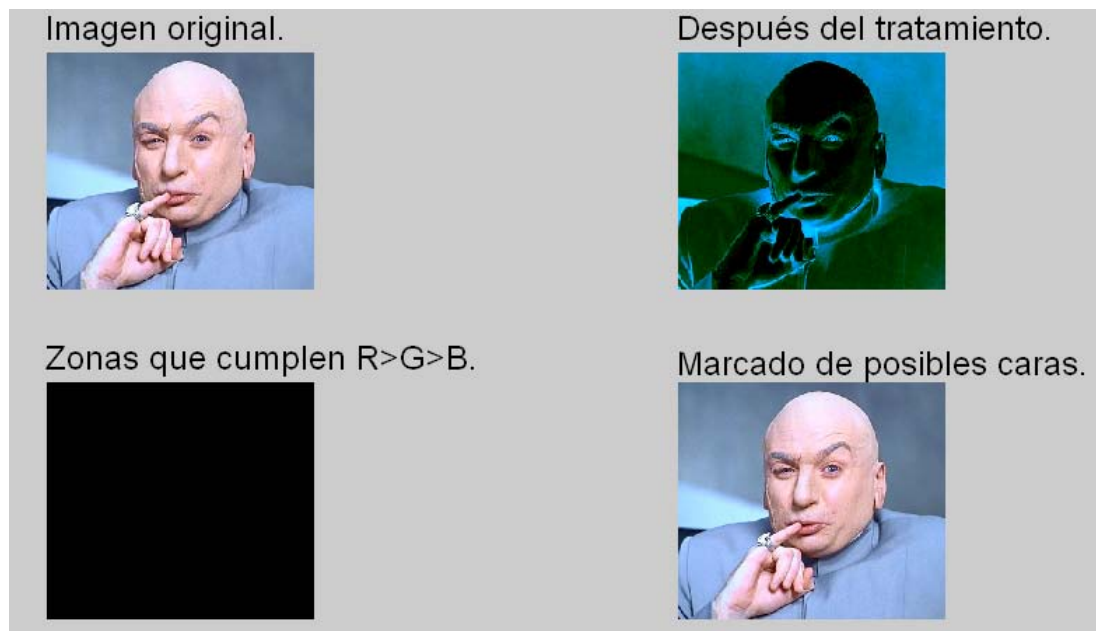 Imagen original.
Después del tratamiento.
Zonas que cumplen R>G>B.
Marcado de posibles caras.